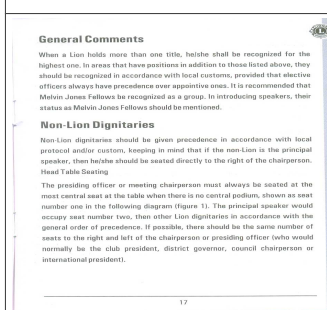 General Comments
When a Lion holds more than one title, he/she shall be recognized for the
highest one. In areas that have positions in addition to those listed above, they
should be recognized in accordance with local customs, provided that elective
officers always have precedence over appointive ones. It is recommended that
Melvin Jones Fellows be recognized as a group. In introducing speakers, their
status as Melvin Jones Fellows should be mentioned.
Non-Lion Dignitaries
Non-Lion dignitaries should be given precedence in accordance with local
protocol and/or custom, keeping in mind that if the non-Lion is the principal
speaker, then he/she should be seated directly to the right of the chairperson.
Head Table Seating
The presiding officer or meeting chairperson must always be seated at the
most central seat at the table when there is no central podium, shown as seat
number one in the following diagram (figure 1). The principal speaker would
occupy seat number two, then other Lion dignitaries in accordance with the
general order of precedence. If possible, there should be the same number of
seats to the right and left of the chairperson or presiding officer (who would
normally be the club president, district governor, council chairperson or
international president).
17